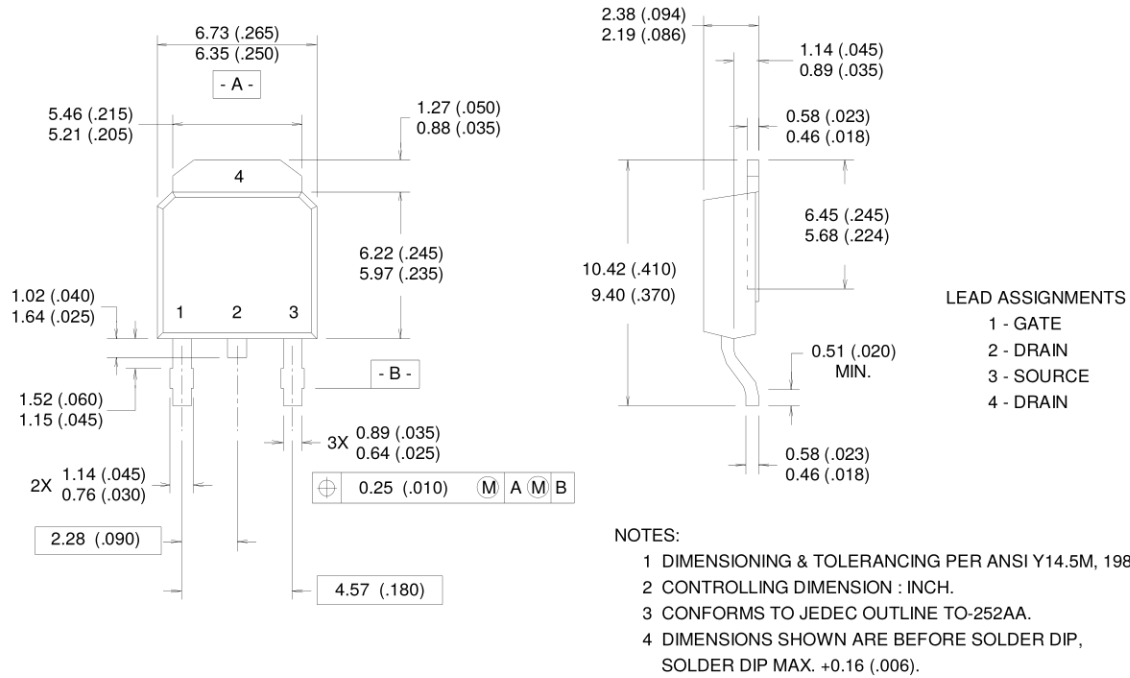 6.73 (.265)
6.35 (.250)
- A -
5.46 (.215)
5.21 (.205)
1.27 (.050)
0.88 (.035)
4
6.22 (.245)
5.97 (.235)
1.02 (.040)
1.64 (.025)
1 2 3
- B -
1.52 (.060)
1.15 (.045)
3X 0.89 (.035)
0.64 (.025)
2X 1.14 (.045)
0.76 (.030)
⌖ 0.25 (.010) Ⓜ A Ⓜ B
2.28 (.090)
4.57 (.180)
2.38 (.094)
2.19 (.086)
1.14 (.045)
0.89 (.035)
0.58 (.023)
0.46 (.018)
6.45 (.245)
5.68 (.224)
10.42 (.410)
9.40 (.370)
0.51 (.020)
MIN.
0.58 (.023)
0.46 (.018)
LEAD ASSIGNMENTS
1 - GATE
2 - DRAIN
3 - SOURCE
4 - DRAIN
NOTES:
1 DIMENSIONING & TOLERANCING PER ANSI Y14.5M, 198
2 CONTROLLING DIMENSION : INCH.
3 CONFORMS TO JEDEC OUTLINE TO-252AA.
4 DIMENSIONS SHOWN ARE BEFORE SOLDER DIP,
SOLDER DIP MAX. +0.16 (.006).